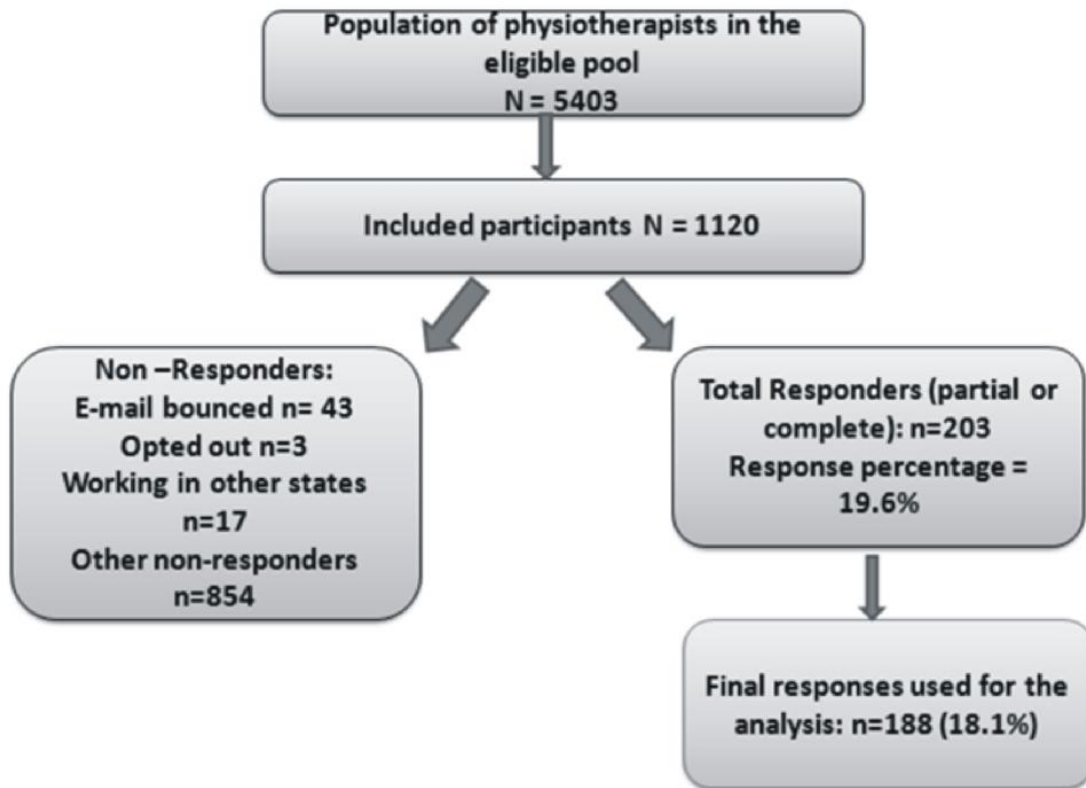 Population of physiotherapists in the
eligible pool
N = 5403
Included participants N = 1120
Non –Responders:
E-mail bounced n= 43
Opted out n=3
Working in other states
n=17
Other non-responders
n=854
Total Responders (partial or
complete): n=203
Response percentage =
19.6%
Final responses used for the
analysis: n=188 (18.1%)